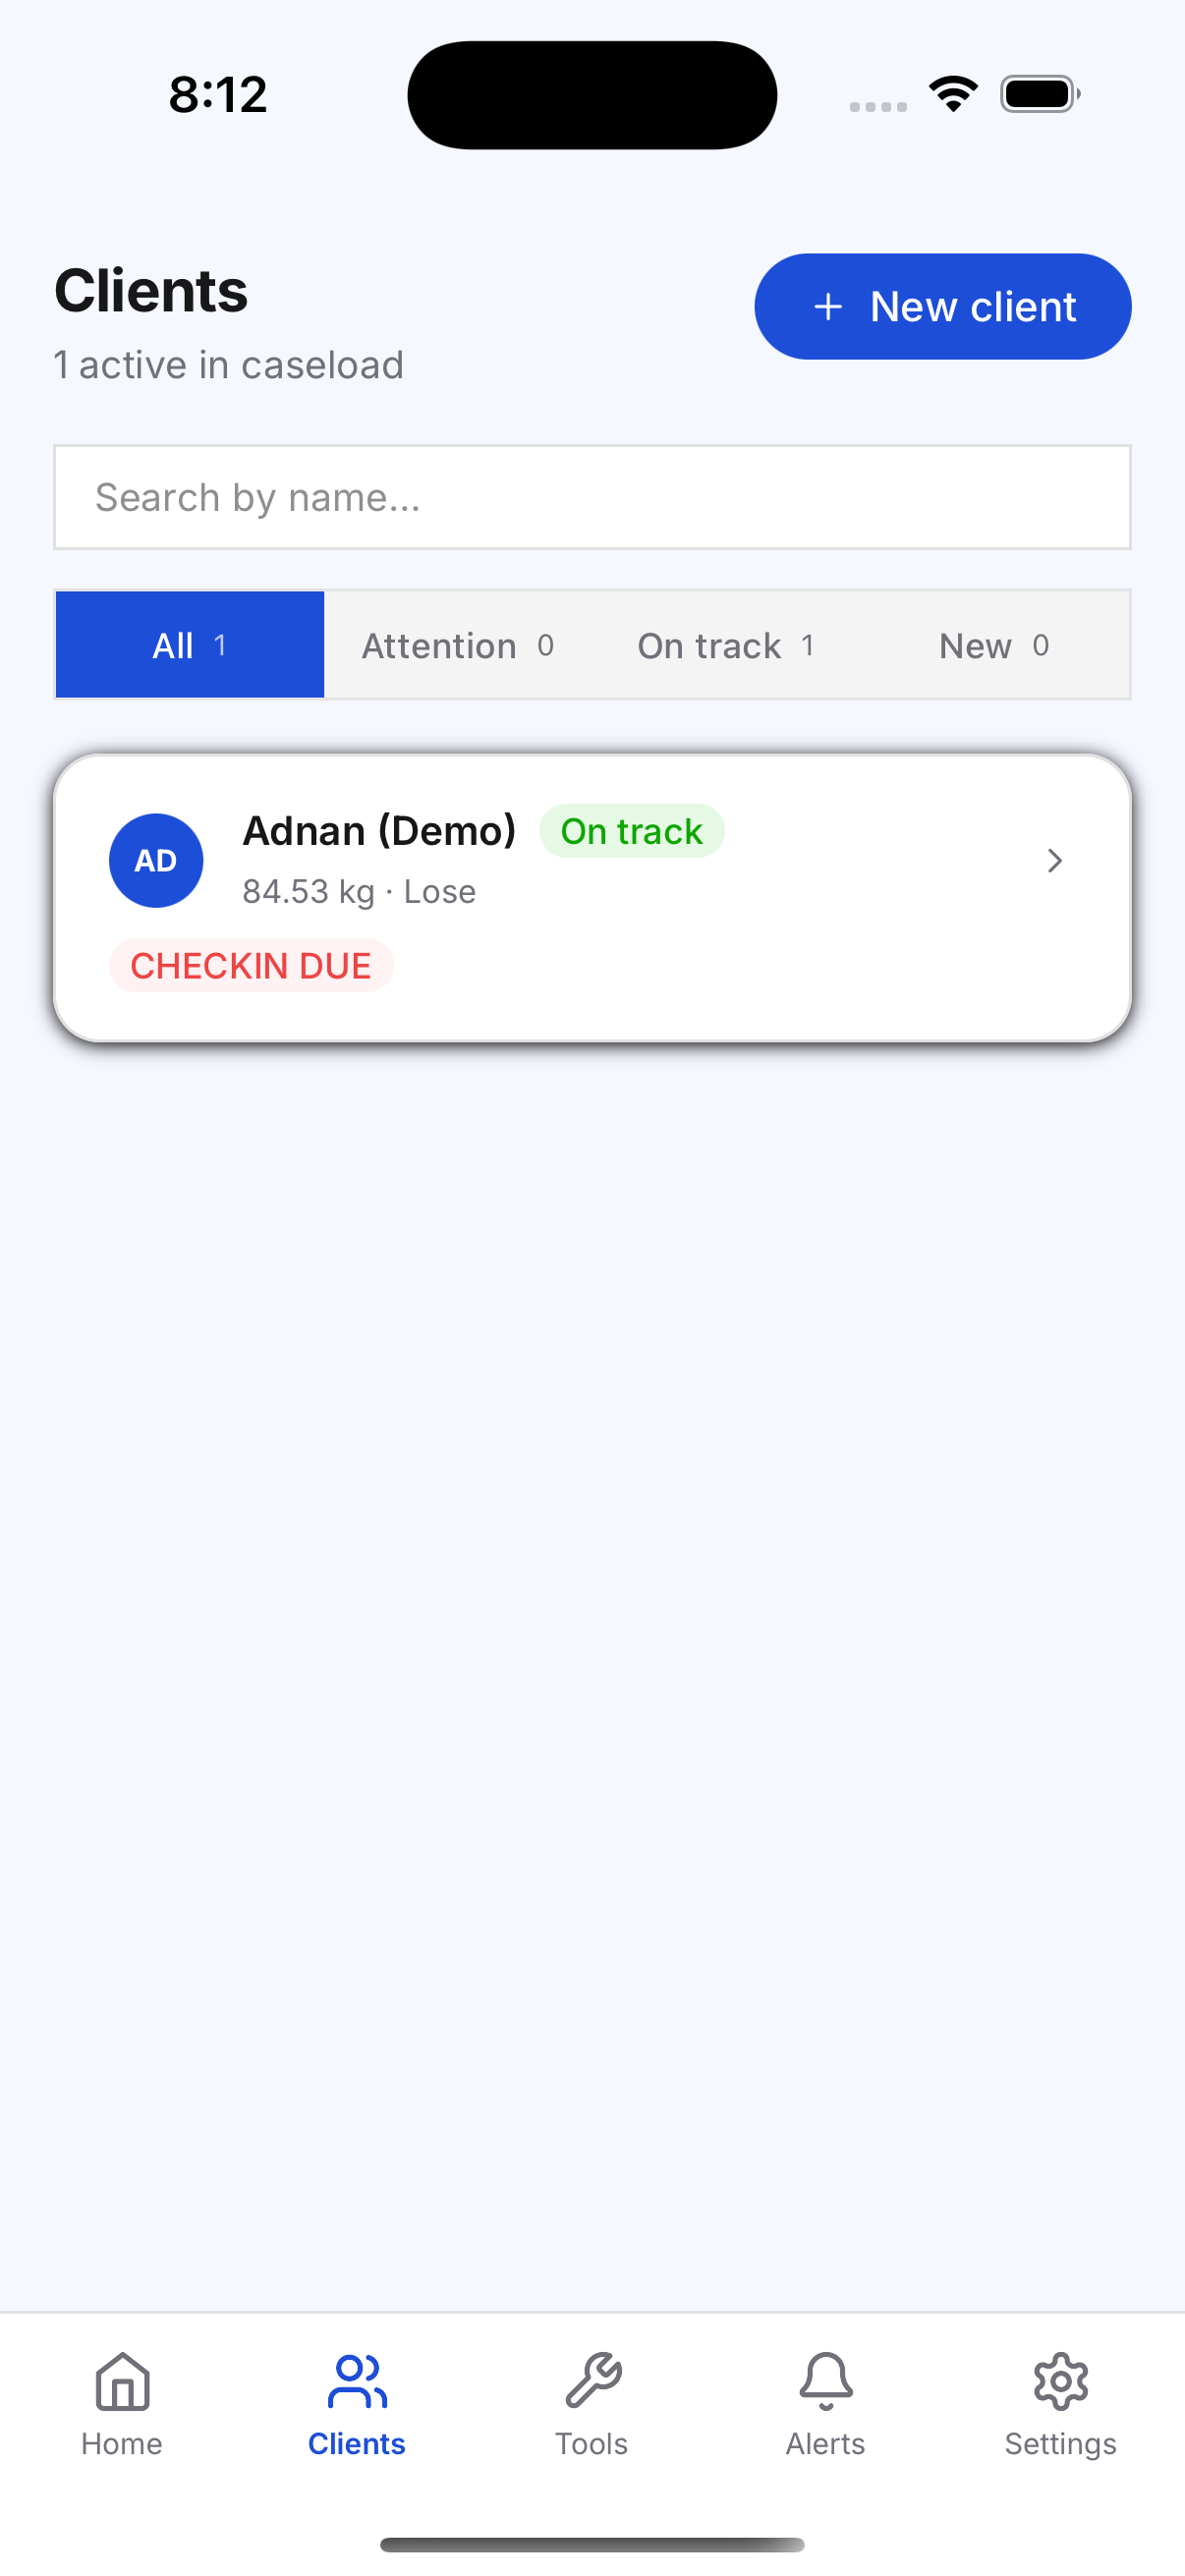 8:12
Clients
+ New client
1 active in caseload
Search by name...
All 1 Attention 0 On track 1 New 0
AD
Adnan (Demo) On track
84.53 kg · Lose
CHECKIN DUE
Home Clients Tools Alerts Settings